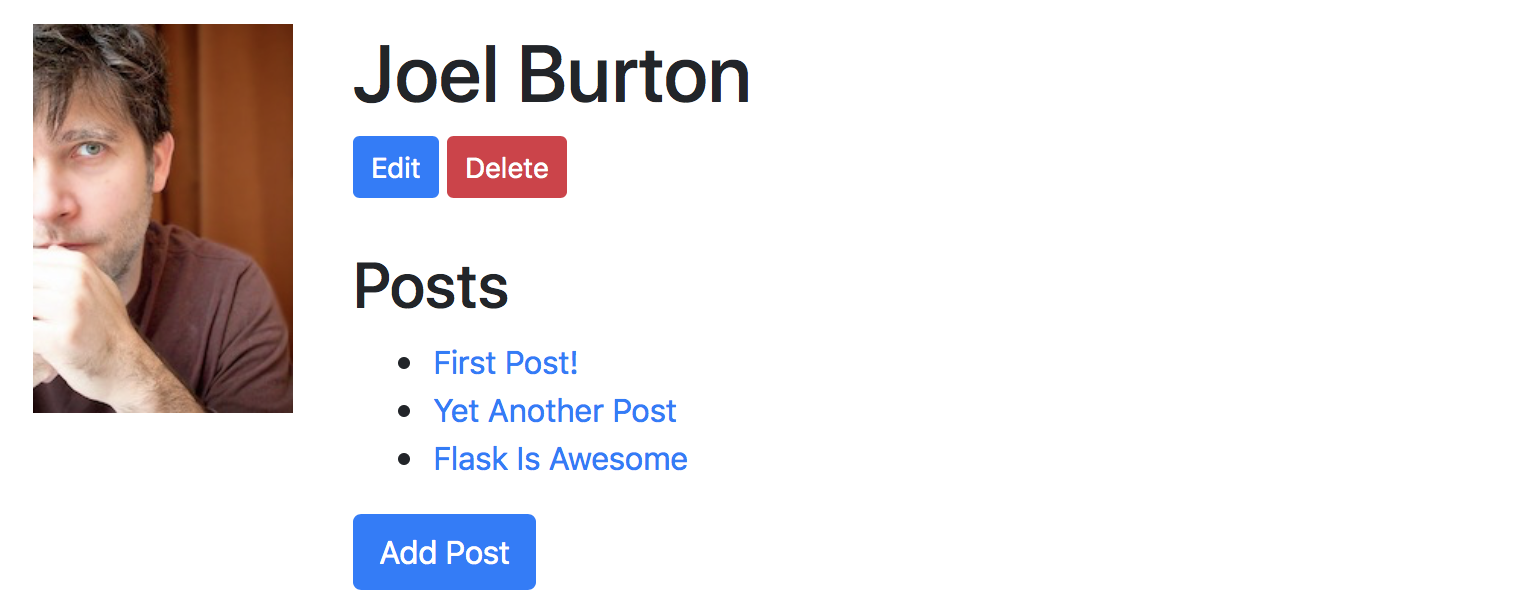 Joel Burton
Edit Delete
Posts
First Post!
Yet Another Post
Flask Is Awesome
Add Post